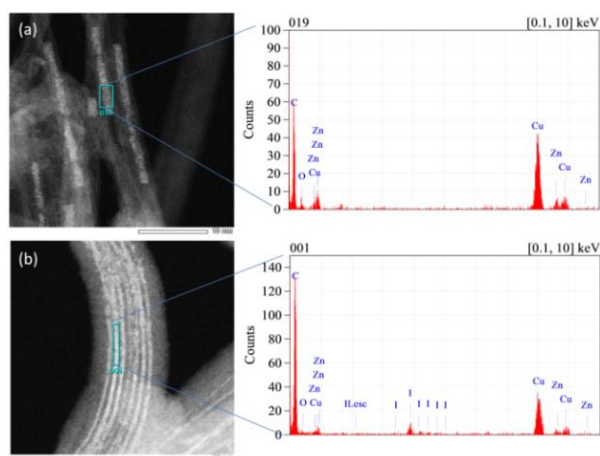 (a)
019 [0.1, 10] keV
100
90
80
70
60
50
40
30
20
10
0
Counts
C
O
Zn
Zn
Zn
Cu
Cu
Zn
Cu
Zn
(b)
001 [0.1, 10] keV
140
120
100
80
60
40
20
0
Counts
C
O
Zn
Zn
Zn
Cu
ILesc
I
I
I
I
I
I
Cu
Zn
Cu
Zn